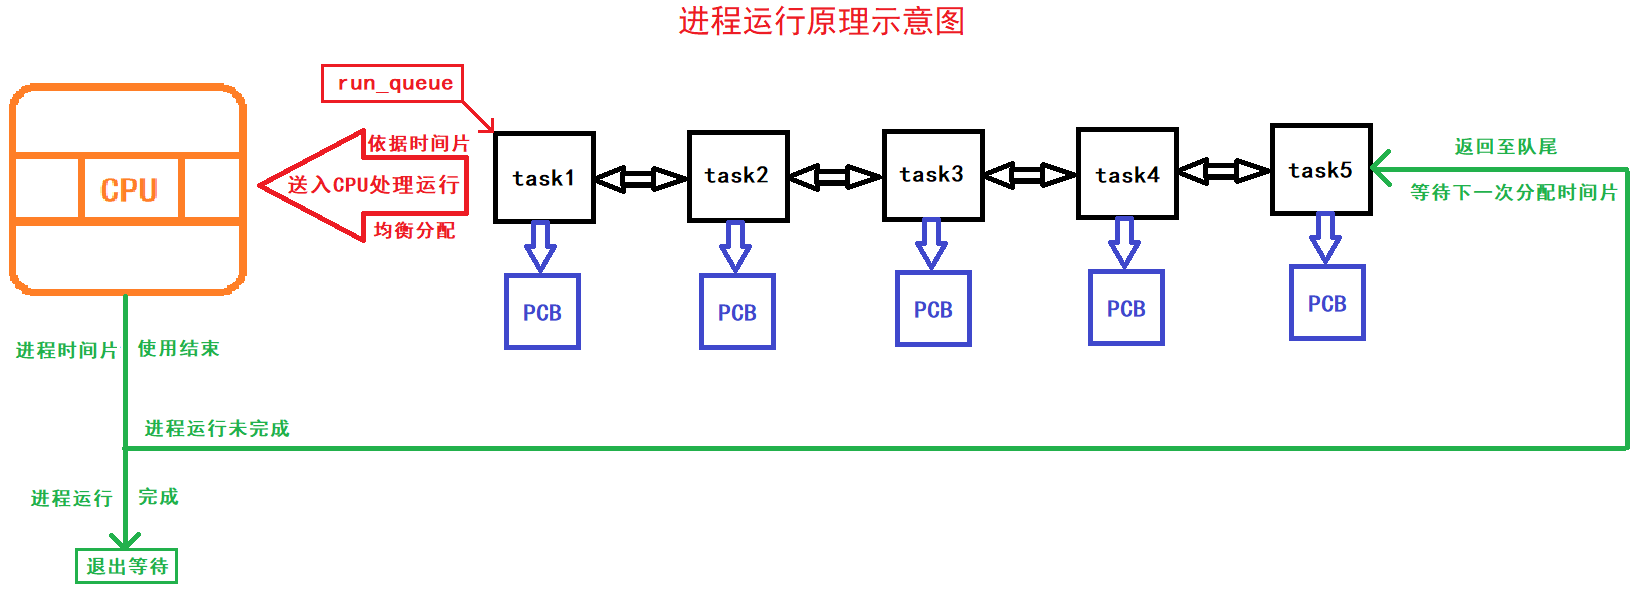 进程运行原理示意图
run_queue
依据时间片
送入CPU处理运行
均衡分配
CPU
task1
task2
task3
task4
task5
返回至队尾
等待下一次分配时间片
PCB
PCB
PCB
PCB
PCB
进程时间片 使用结束
进程运行未完成
进程运行 完成
退出等待